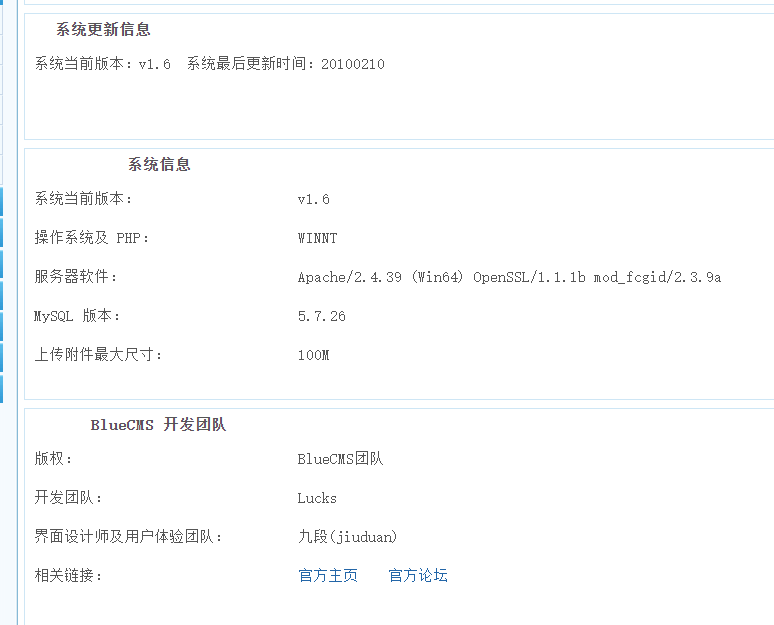 系统更新信息
系统当前版本：v1.6 系统最后更新时间：20100210
系统信息
系统当前版本： v1.6
操作系统及 PHP： WINNT
服务器软件： Apache/2.4.39 (Win64) OpenSSL/1.1.1b mod_fcgid/2.3.9a
MySQL 版本： 5.7.26
上传附件最大尺寸： 100M
BlueCMS 开发团队
版权： BlueCMS团队
开发团队： Lucks
界面设计师及用户体验团队： 九段(jiuduan)
相关链接： 官方主页 官方论坛